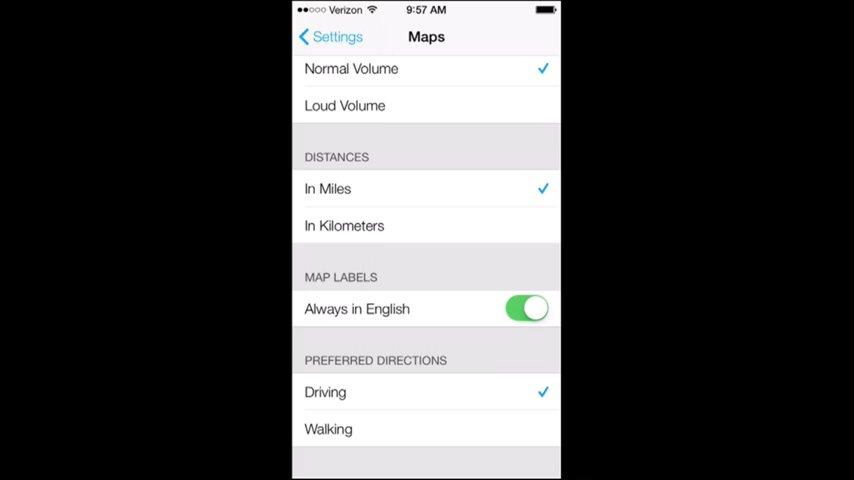 Verizon 9:57 AM
Settings Maps
Normal Volume
Loud Volume
DISTANCES
In Miles
In Kilometers
MAP LABELS
Always in English
PREFERRED DIRECTIONS
Driving
Walking